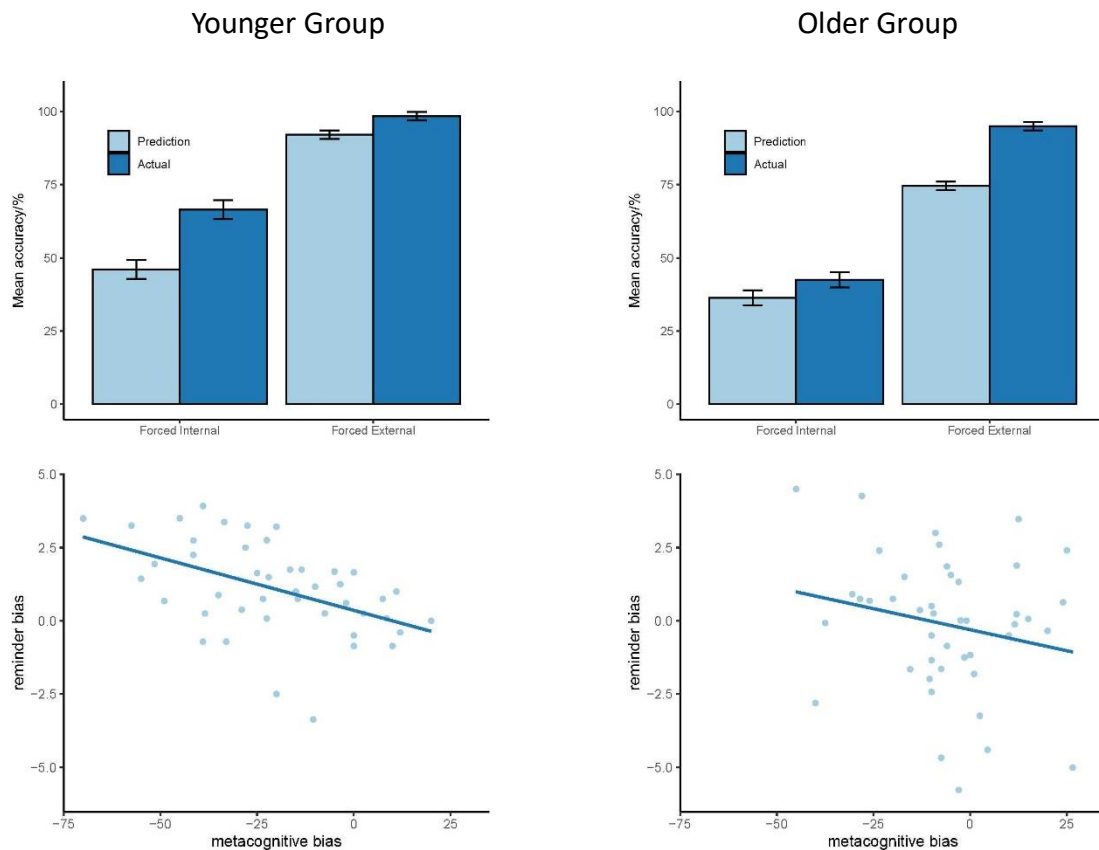 Younger Group
Older Group
100
75
50
25
0
Mean accuracy/%
Prediction
Actual
Forced Internal
Forced External
100
75
50
25
0
Mean accuracy/%
Prediction
Actual
Forced Internal
Forced External
5.0
2.5
0.0
−2.5
−5.0
reminder bias
−75
−50
−25
0
25
metacognitive bias
5.0
2.5
0.0
−2.5
−5.0
reminder bias
−75
−50
−25
0
25
metacognitive bias